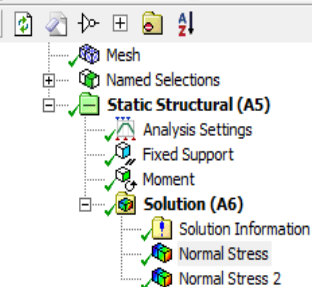 A
Z
Mesh
Named Selections
Static Structural (A5)
Analysis Settings
Fixed Support
Moment
Solution (A6)
Solution Information
Normal Stress
Normal Stress 2